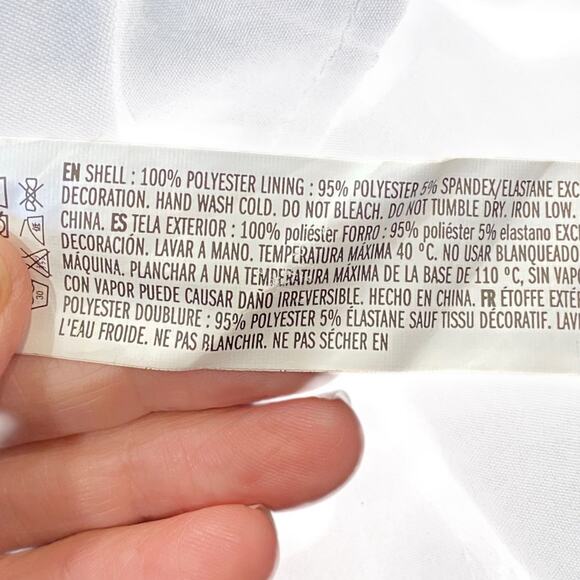 EN SHELL : 100% POLYESTER LINING : 95% POLYESTER 5% SPANDEX/ELASTANE EXC
DECORATION. HAND WASH COLD. DO NOT BLEACH. DO NOT TUMBLE DRY. IRON LOW.
CHINA. ES TELA EXTERIOR : 100% poliéster FORRO : 95% poliéster 5% elastano EXC
DECORACIÓN. LAVAR A MANO. TEMPERATURA MÁXIMA 40 °C. NO USAR BLANQUEADO
MÁQUINA. PLANCHAR A UNA TEMPERATURA MÁXIMA DE LA BASE DE 110 °C, SIN VAPO
CON VAPOR PUEDE CAUSAR DAÑO IRREVERSIBLE. HECHO EN CHINA. FR ÉTOFFE EXTÉ
POLYESTER DOUBLURE : 95% POLYESTER 5% ÉLASTANE SAUF TISSU DÉCORATIF. LAVE
L'EAU FROIDE. NE PAS BLANCHIR. NE PAS SÉCHER EN